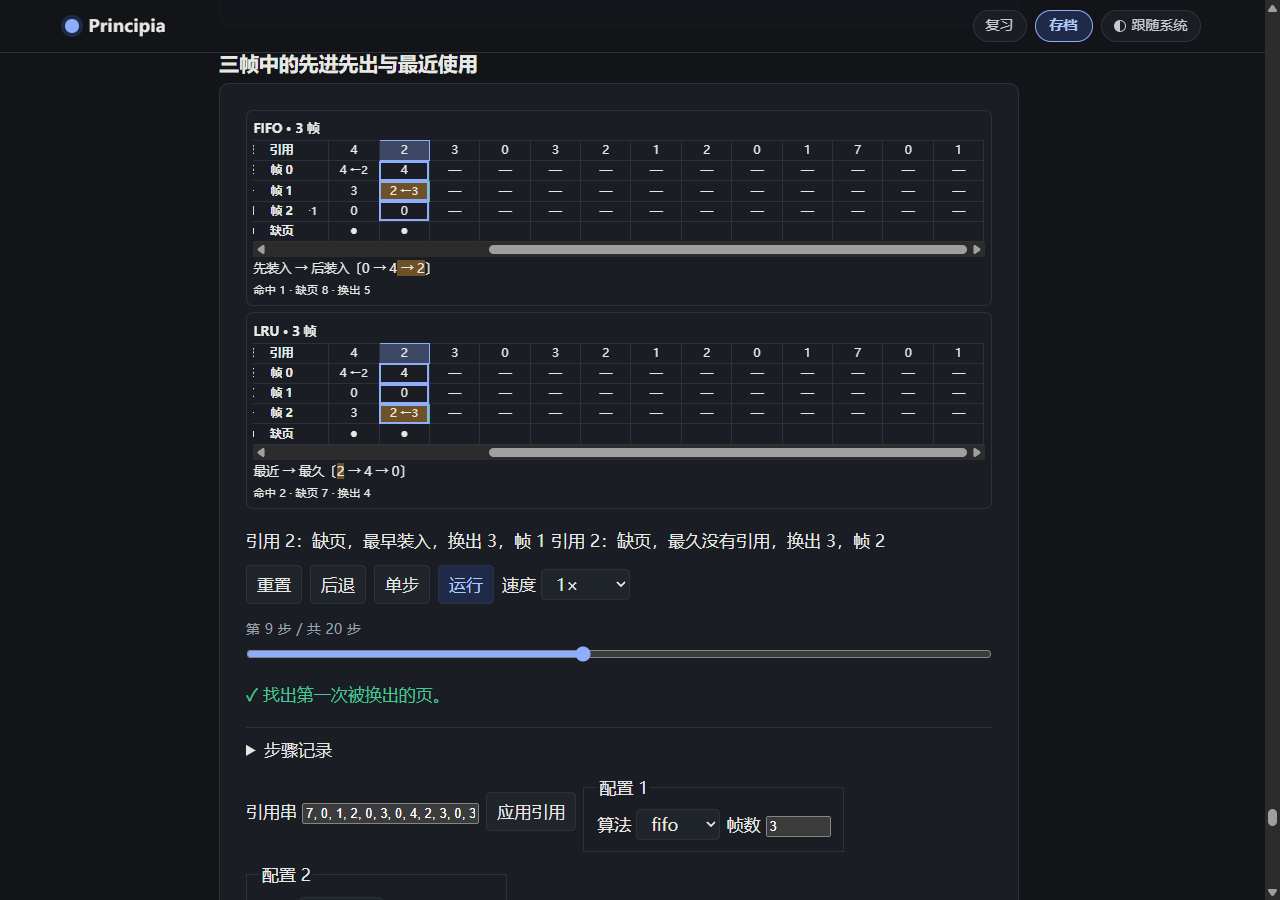 Principia
复习 存档 跟随系统
三帧中的先进先出与最近使用
FIFO • 3 帧
引用 4 2 3 0 3 2 1 2 0 1 7 0 1
帧 0 4←2 4 — — — — — — — — — — —
帧 1 3 2←3 — — — — — — — — — — —
帧 2 0 0 — — — — — — — — — — —
缺页 ● ●
先装入 → 后装入〔0 → 4 → 2〕
命中 1 · 缺页 8 · 换出 5
LRU • 3 帧
引用 4 2 3 0 3 2 1 2 0 1 7 0 1
帧 0 4←2 4 — — — — — — — — — — —
帧 1 0 0 — — — — — — — — — — —
帧 2 3 2←3 — — — — — — — — — — —
缺页 ● ●
最近 → 最久〔2 → 4 → 0〕
命中 2 · 缺页 7 · 换出 4
引用 2：缺页，最早装入，换出 3，帧 1 引用 2：缺页，最久没有引用，换出 3，帧 2
重置 后退 单步 运行 速度 1×
第 9 步 / 共 20 步
✓ 找出第一次被换出的页。
▶ 步骤记录
配置 1
引用串 7, 0, 1, 2, 0, 3, 0, 4, 2, 3, 0, 3 应用引用 算法 fifo 帧数 3
配置 2